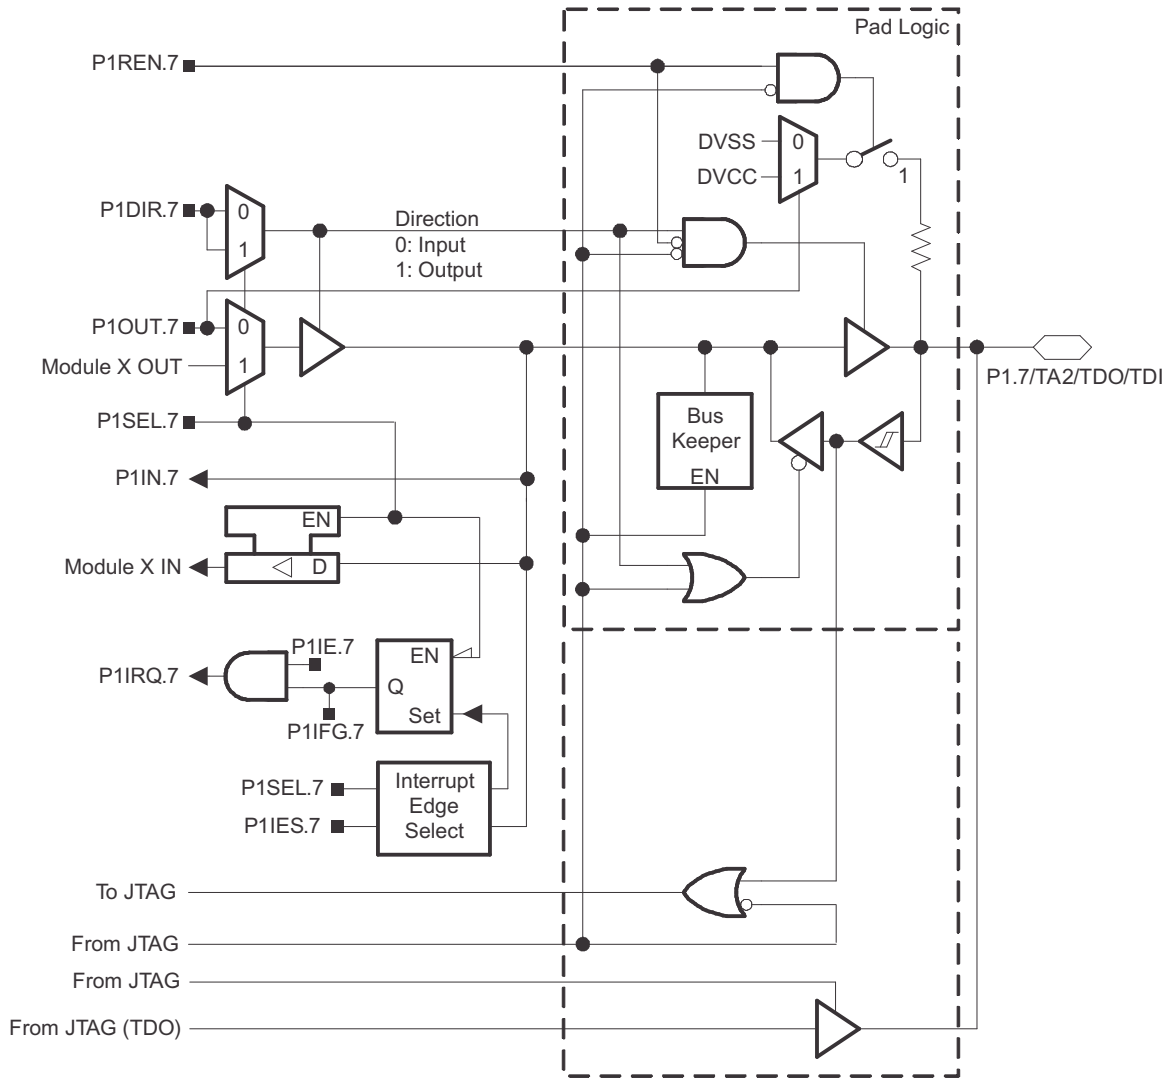 Pad Logic
P1REN.7
DVSS
0
DVCC
1
1
P1DIR.7
0
1
Direction
0: Input
1: Output
P1OUT.7
0
Module X OUT
1
P1.7/TA2/TDO/TDI
P1SEL.7
Bus
Keeper
EN
P1IN.7
EN
Module X IN
D
P1IE.7
EN
P1IRQ.7
Q
Set
P1IFG.7
P1SEL.7
P1IES.7
Interrupt
Edge
Select
To JTAG
From JTAG
From JTAG
From JTAG (TDO)